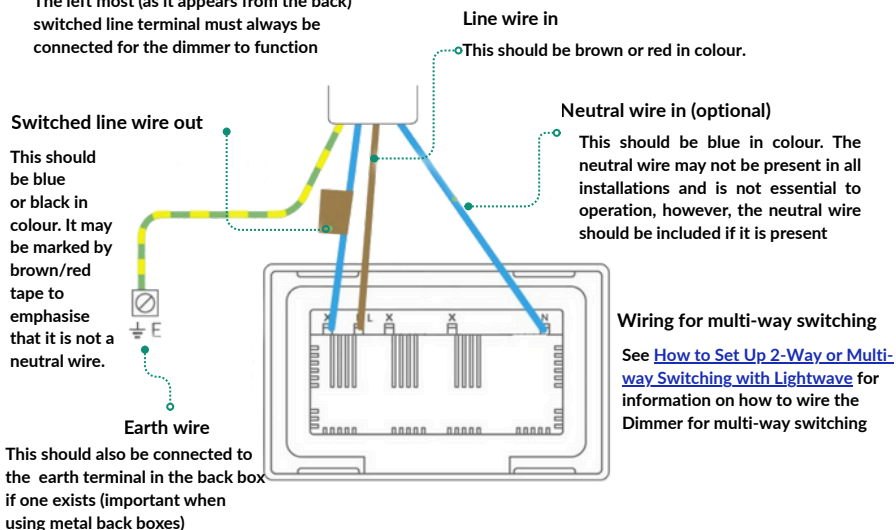 The left most (as it appears from the back)
switched line terminal must always be
connected for the dimmer to function
Line wire in
This should be brown or red in colour.
Switched line wire out
This should
be blue
or black in
colour. It may
be marked by
brown/red
tape to
emphasise
that it is not a
neutral wire.
Neutral wire in (optional)
This should be blue in colour. The
neutral wire may not be present in all
installations and is not essential to
operation, however, the neutral wire
should be included if it is present
E
X L X X N
Wiring for multi-way switching
See How to Set Up 2-Way or Multi-
way Switching with Lightwave for
information on how to wire the
Dimmer for multi-way switching
Earth wire
This should also be connected to
the earth terminal in the back box
if one exists (important when
using metal back boxes)